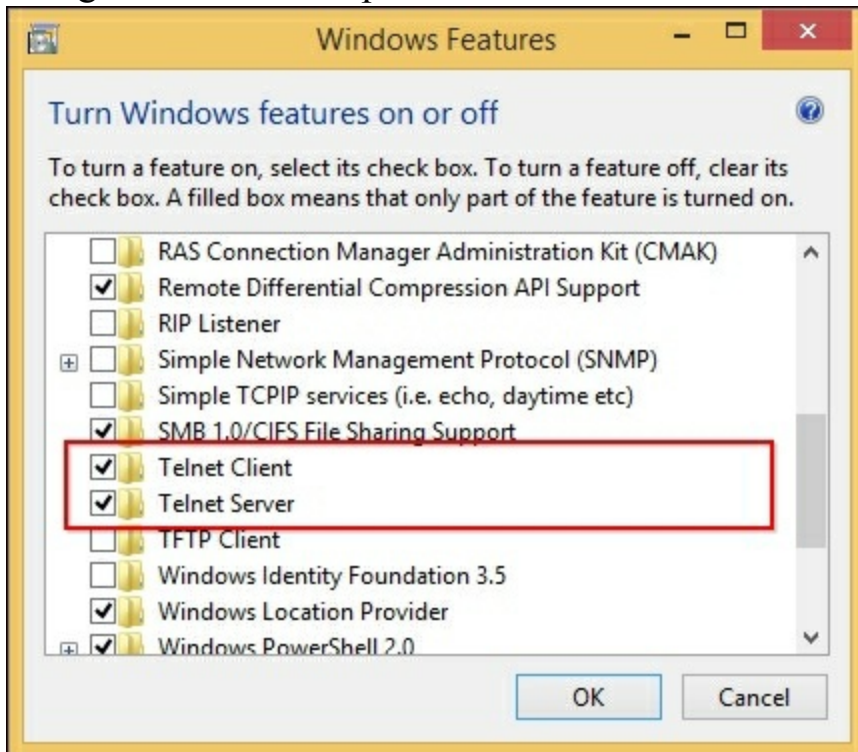 Windows Features
Turn Windows features on or off
To turn a feature on, select its check box. To turn a feature off, clear its
check box. A filled box means that only part of the feature is turned on.
RAS Connection Manager Administration Kit (CMAK)
Remote Differential Compression API Support
RIP Listener
Simple Network Management Protocol (SNMP)
Simple TCPIP services (i.e. echo, daytime etc)
SMB 1.0/CIFS File Sharing Support
Telnet Client
Telnet Server
TFTP Client
Windows Identity Foundation 3.5
Windows Location Provider
Windows PowerShell 2.0
OK Cancel